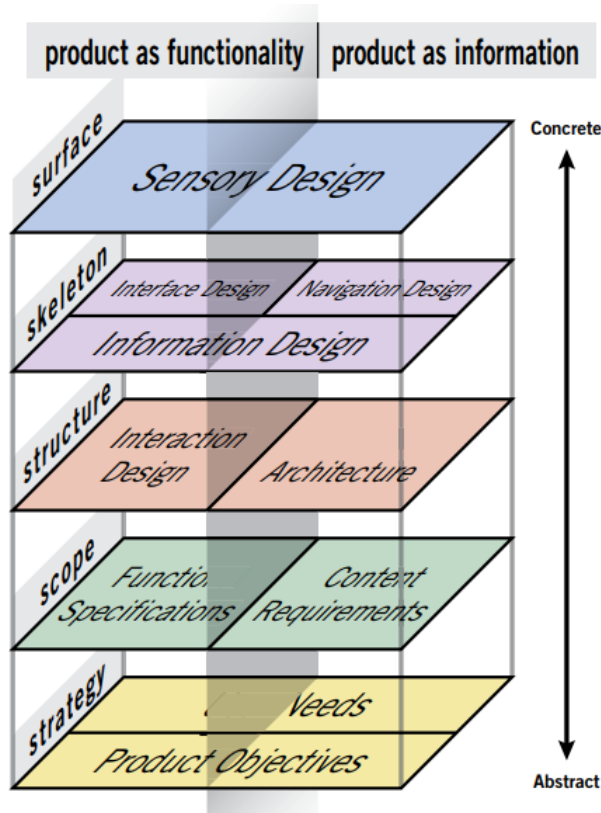 product as functionality product as information
Concrete
surface
Sensory Design
skeleton
Interface Design Navigation Design
Information Design
structure
Interaction
Design Architecture
scope
Content
Specifications Requirements
strategy
Needs
Product Objectives
Abstract